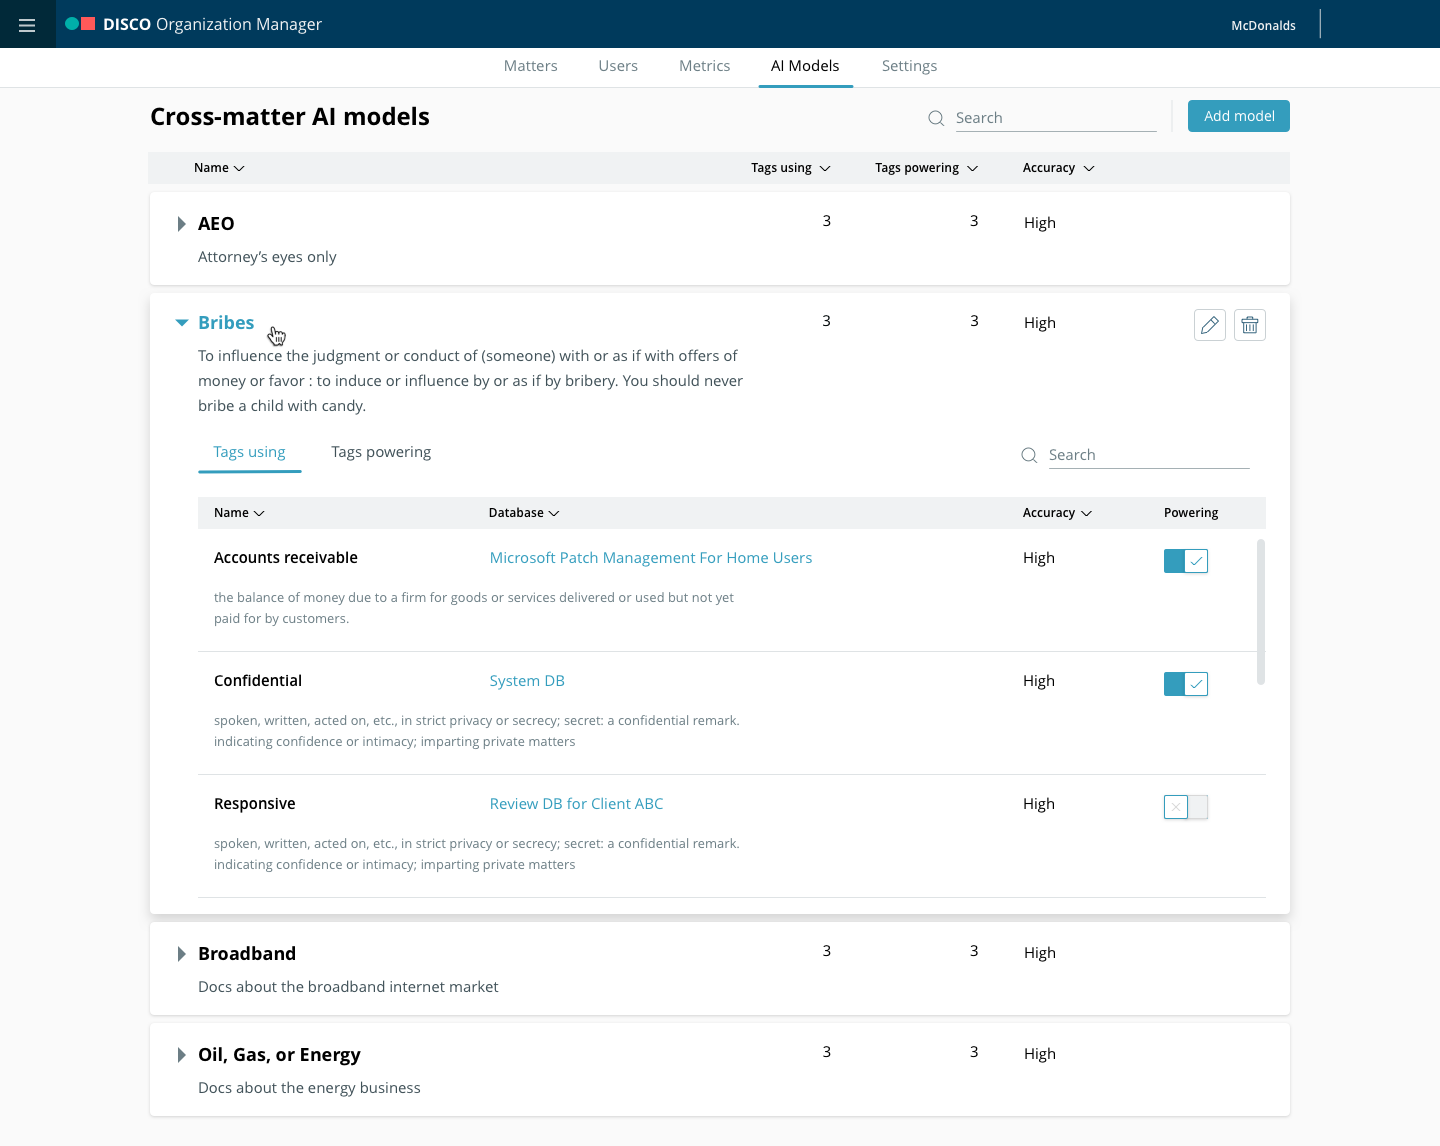 DISCO Organization Manager
McDonalds
Matters Users Metrics AI Models Settings
Cross-matter AI models
Search
Add model
Name Tags using Tags powering Accuracy
AEO 3 3 High
Attorney’s eyes only
Bribes 3 3 High
To influence the judgment or conduct of (someone) with or as if with offers of
money or favor : to induce or influence by or as if by bribery. You should never
bribe a child with candy.
Tags using Tags powering Search
Name Database Accuracy Powering
Accounts receivable Microsoft Patch Management For Home Users High
the balance of money due to a firm for goods or services delivered or used but not yet
paid for by customers.
Confidential System DB High
spoken, written, acted on, etc., in strict privacy or secrecy; secret: a confidential remark.
indicating confidence or intimacy; imparting private matters
Responsive Review DB for Client ABC High
spoken, written, acted on, etc., in strict privacy or secrecy; secret: a confidential remark.
indicating confidence or intimacy; imparting private matters
Broadband 3 3 High
Docs about the broadband internet market
Oil, Gas, or Energy 3 3 High
Docs about the energy business